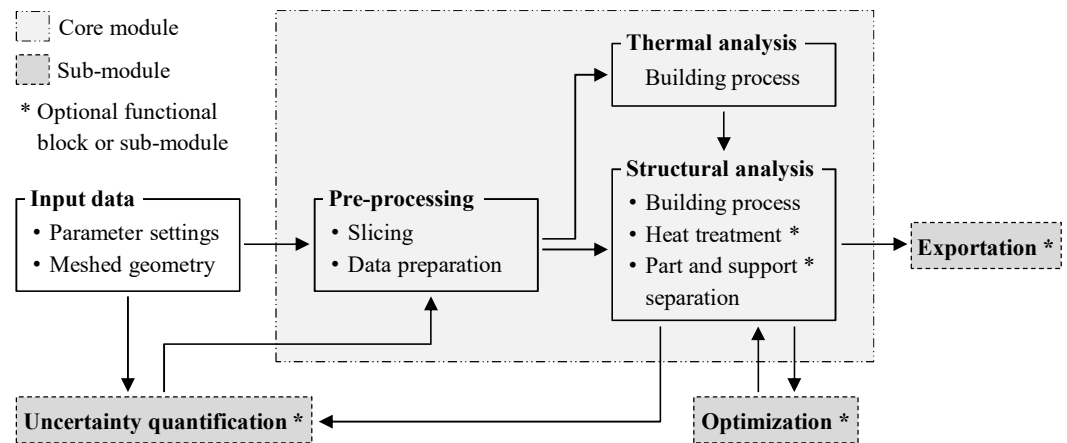 Core module
Sub-module
* Optional functional
block or sub-module
Input data
• Parameter settings
• Meshed geometry
Pre-processing
• Slicing
• Data preparation
Thermal analysis
Building process
Structural analysis
• Building process
• Heat treatment *
• Part and support *
separation
Exportation *
Uncertainty quantification *
Optimization *